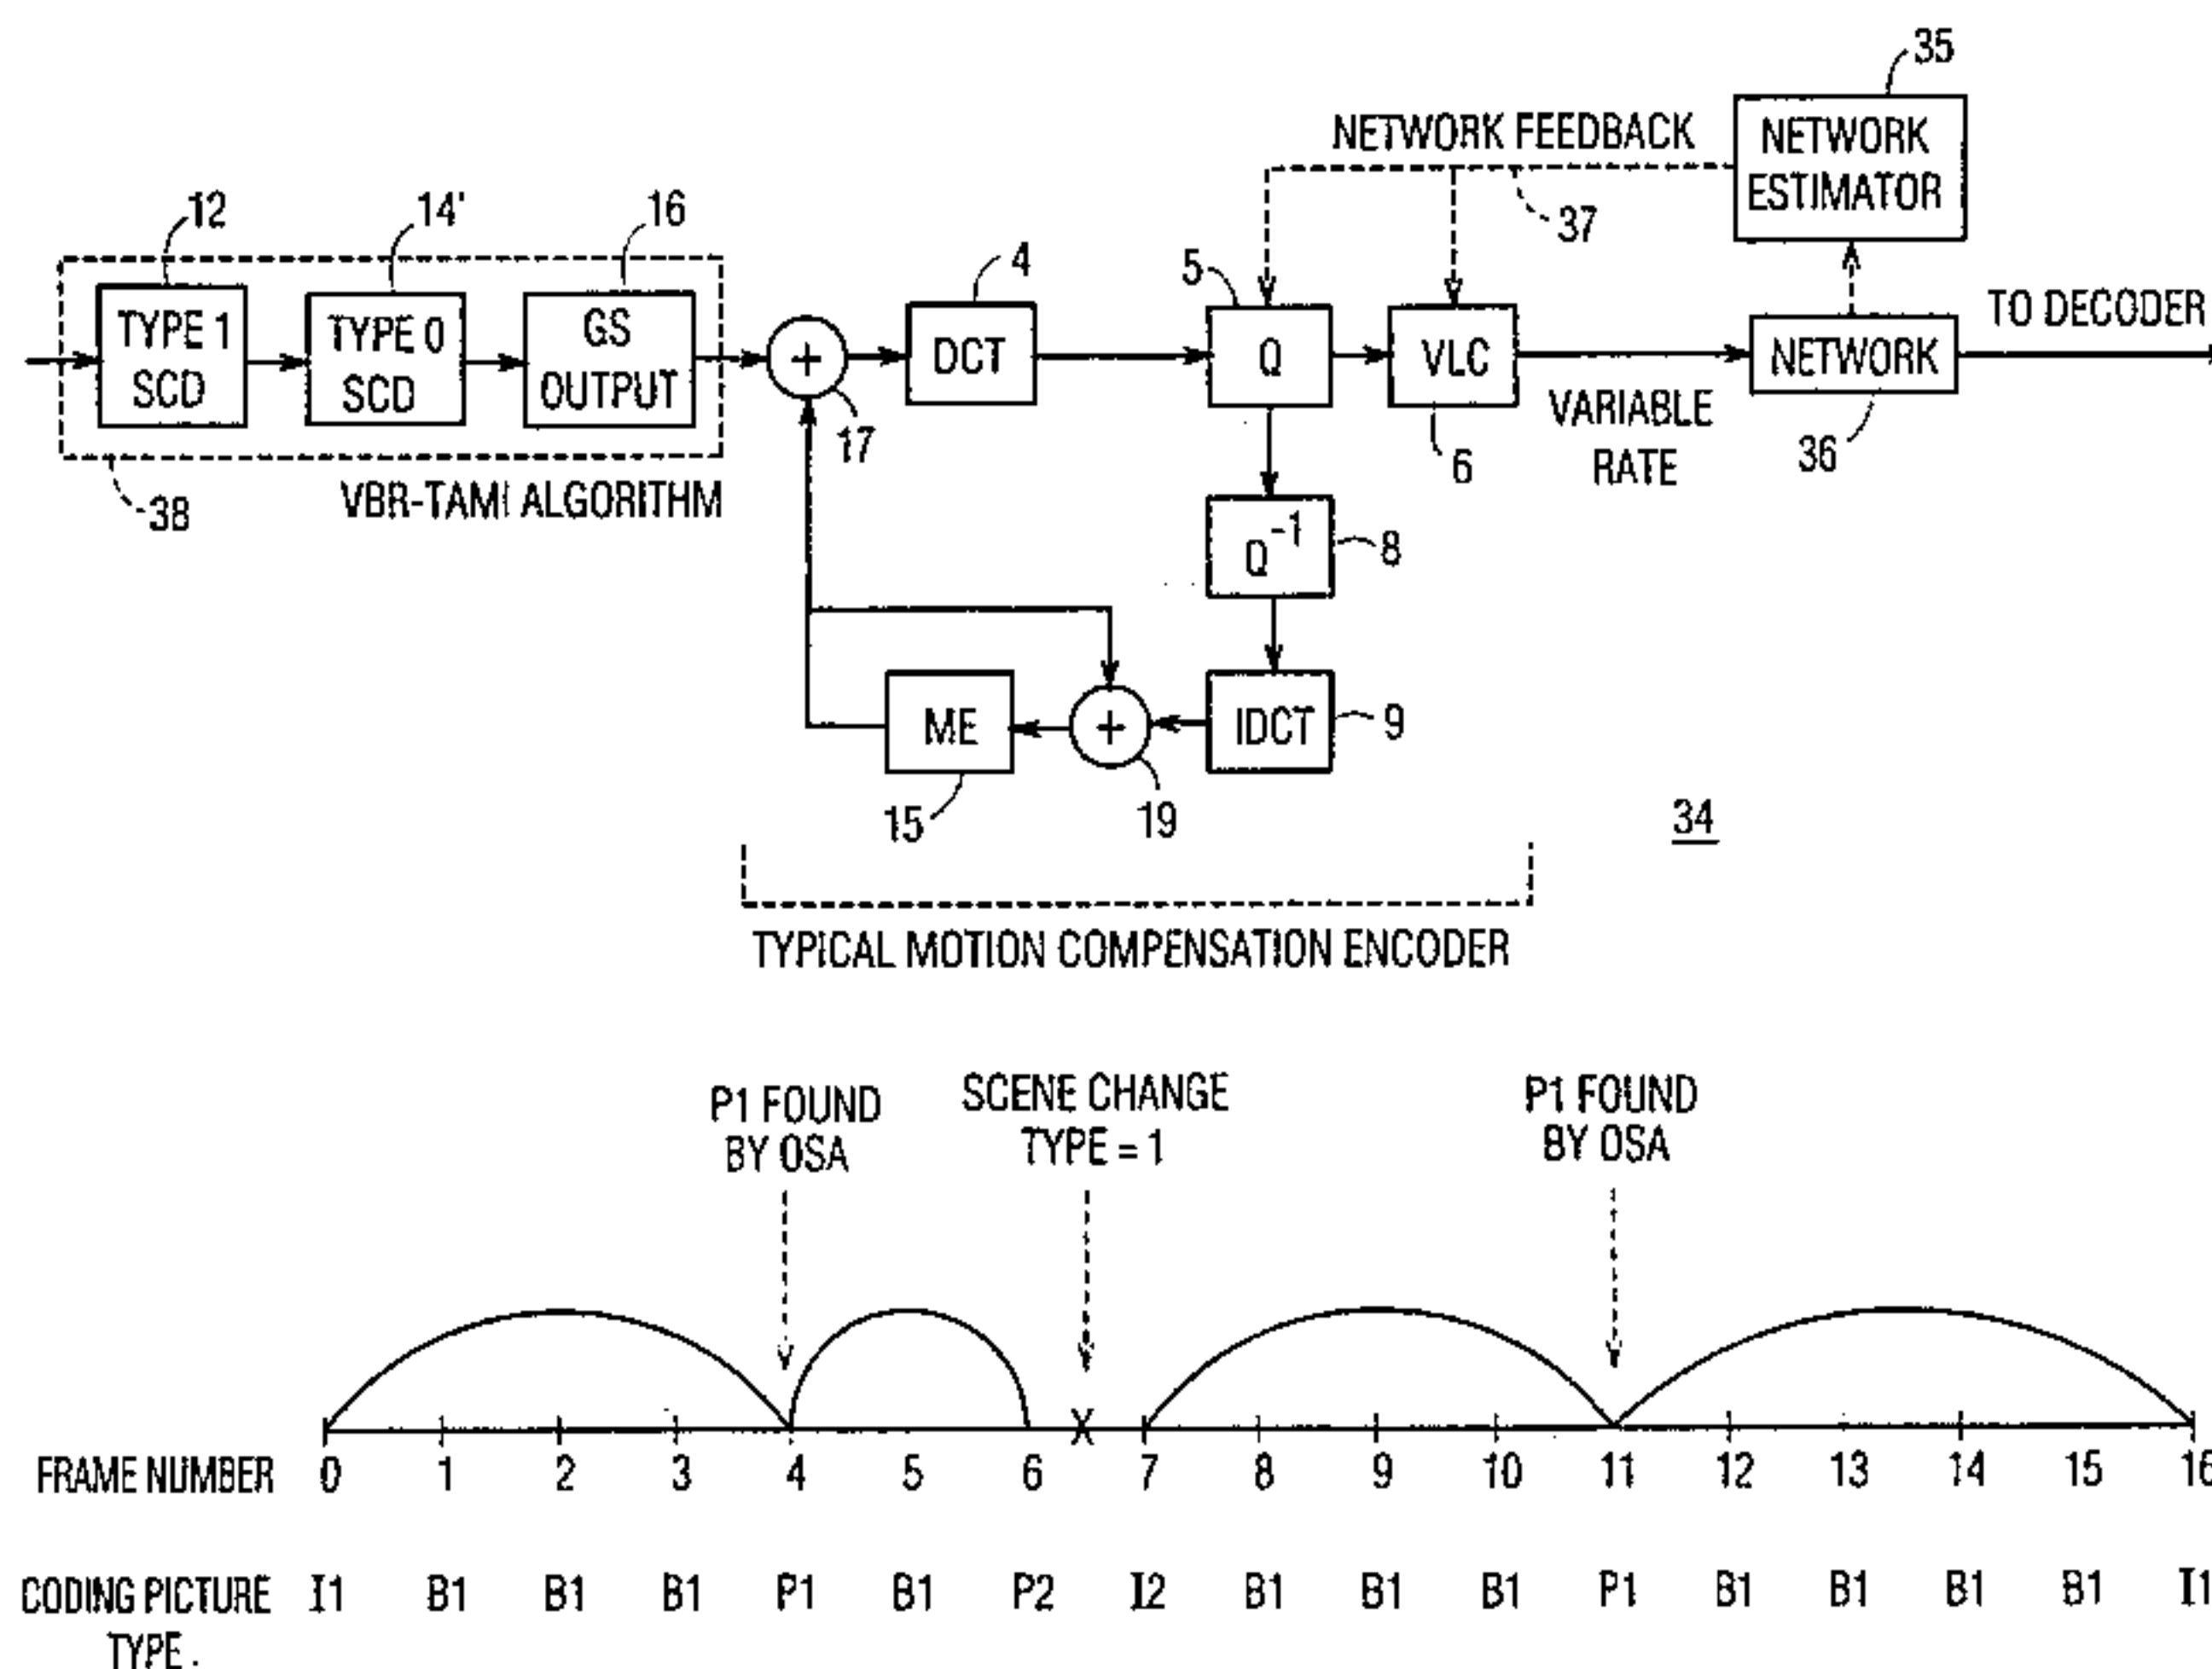 35
NETWORK
ESTIMATOR
NETWORK FEEDBACK
37
12
14'
16
4
5
TYPE 1
SCD
TYPE 0
SCD
GS
OUTPUT
+
17
DCT
Q
VLC
6
VARIABLE
RATE
NETWORK
36
TO DECODER
38
VBR-TAMI ALGORITHM
Q-1
8
ME
15
+
19
IDCT
9
34
TYPICAL MOTION COMPENSATION ENCODER
P1 FOUND
BY OSA
SCENE CHANGE
TYPE = 1
P1 FOUND
BY OSA
X
FRAME NUMBER 0 1 2 3 4 5 6 7 8 9 10 11 12 13 14 15 16
CODING PICTURE I1 B1 B1 B1 P1 B1 P2 I2 B1 B1 B1 P1 B1 B1 B1 B1 I1
TYPE.